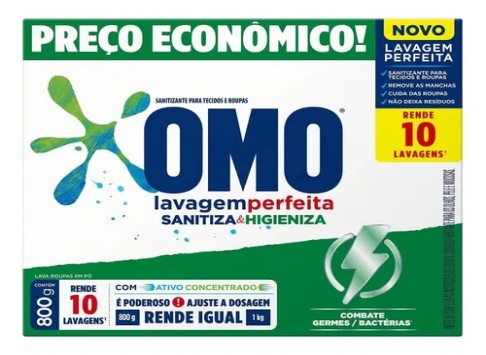 PREÇO ECONÔMICO!
NOVO
LAVAGEM
PERFEITA
✓ SANITIZANTE PARA
TECIDOS E ROUPAS
✓ REMOVE AS MANCHAS
✓ CUIDA DAS ROUPAS
✓ NÃO DEIXA RESÍDUOS
RENDE
10
LAVAGENS¹
SANITIZANTE PARA TECIDOS E ROUPAS
OMO
lavagemperfeita
SANITIZA&HIGIENIZA
LAVA ROUPAS EM PÓ
CONTÉM
800g
RENDE
10
LAVAGENS¹
COM ATIVO CONCENTRADO
É PODEROSO ! AJUSTE A DOSAGEM
800 g RENDE IGUAL 1 kg
COMBATE
GERMES / BACTÉRIAS*